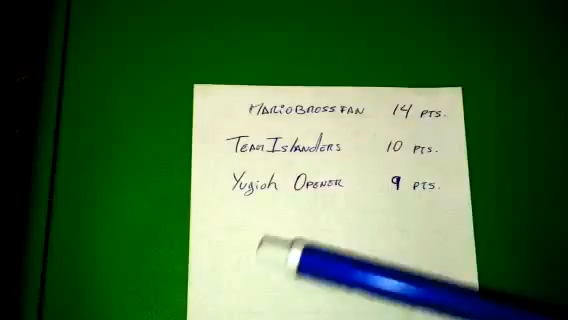 MARIOBROSSFAN 14 PTS.
TEAMISlANDERS 10 PTS.
Yugioh OPENER 9 PTS.